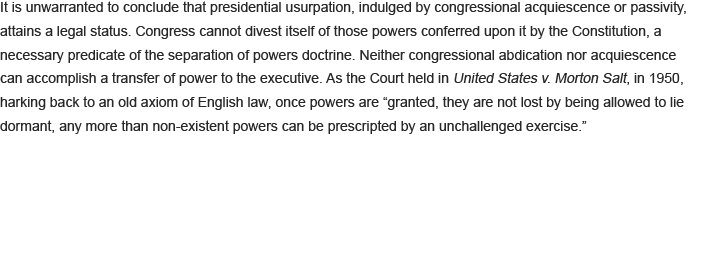 It is unwarranted to conclude that presidential usurpation, indulged by congressional acquiescence or passivity,
attains a legal status. Congress cannot divest itself of those powers conferred upon it by the Constitution, a
necessary predicate of the separation of powers doctrine. Neither congressional abdication nor acquiescence
can accomplish a transfer of power to the executive. As the Court held in United States v. Morton Salt, in 1950,
harking back to an old axiom of English law, once powers are “granted, they are not lost by being allowed to lie
dormant, any more than non-existent powers can be prescripted by an unchallenged exercise.”